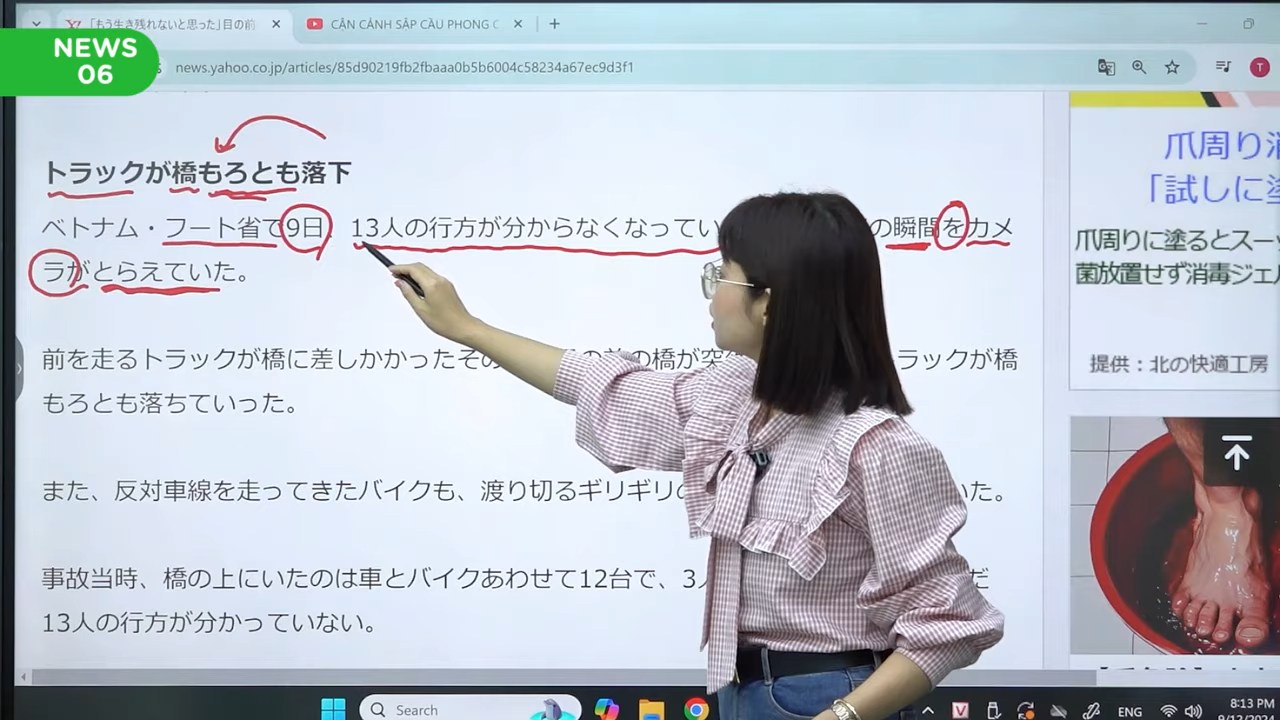 「もう生き残れないと思った」目の前
CẬN CẢNH SẬP CẦU PHONG C
NEWS
06
news.yahoo.co.jp/articles/85d90219fb2fbaaa0b5b6004c58234a67ec9d3f1
T
トラックが橋もろとも落下
ベトナム・フート省で9日 13人の行方が分からなくなってい の瞬間をカメ
ラがとらえていた。
前を走るトラックが橋に差しかかったその の前の橋が突 ラックが橋
もろとも落ちていった。
また、反対車線を走ってきたバイクも、渡り切るギリギリ いた。
事故当時、橋の上にいたのは車とバイクあわせて12台で、3人 だ
13人の行方が分かっていない。
爪周り消
「試しに塗
爪周りに塗るとスーッ
菌放置せず消毒ジェル
提供：北の快適工房
Search
V
ENG
8:13 PM